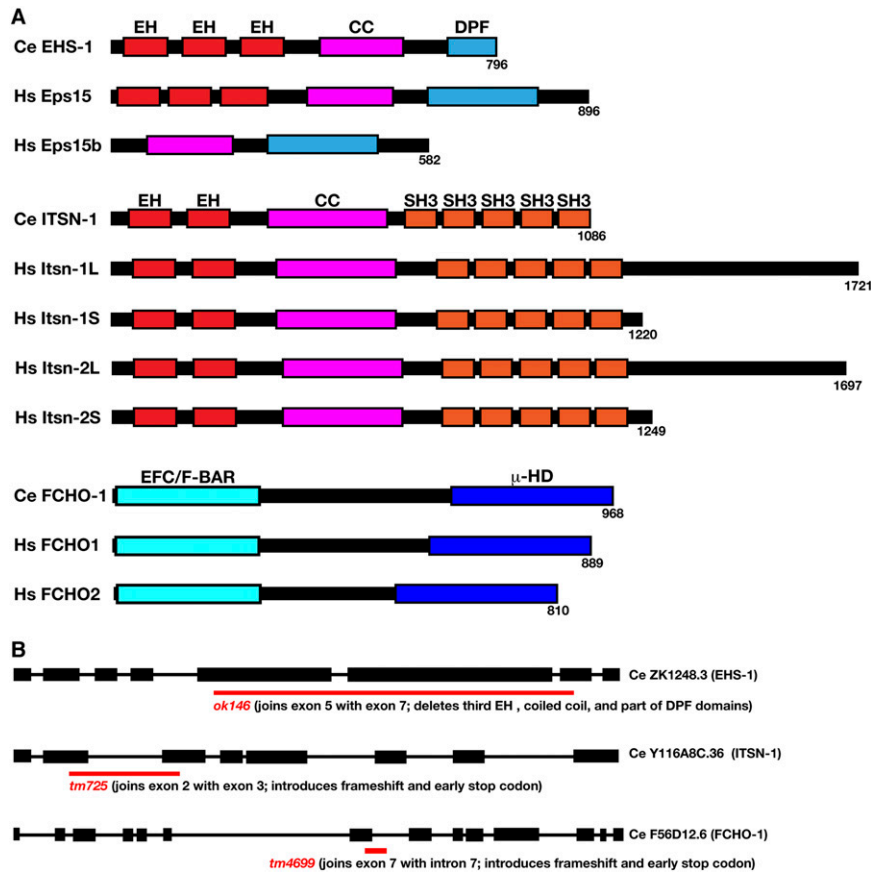 A
EH EH EH CC DPF
Ce EHS-1
796
Hs Eps15
896
Hs Eps15b
582
EH EH CC SH3 SH3 SH3 SH3 SH3
Ce ITSN-1
1086
Hs Itsn-1L
1721
Hs Itsn-1S
1220
Hs Itsn-2L
1697
Hs Itsn-2S
1249
EFC/F-BAR μ-HD
Ce FCHO-1
968
Hs FCHO1
889
Hs FCHO2
810
B
Ce ZK1248.3 (EHS-1)
ok146 (joins exon 5 with exon 7; deletes third EH , coiled coil, and part of DPF domains)
Ce Y116A8C.36 (ITSN-1)
tm725 (joins exon 2 with exon 3; introduces frameshift and early stop codon)
Ce F56D12.6 (FCHO-1)
tm4699 (joins exon 7 with intron 7; introduces frameshift and early stop codon)